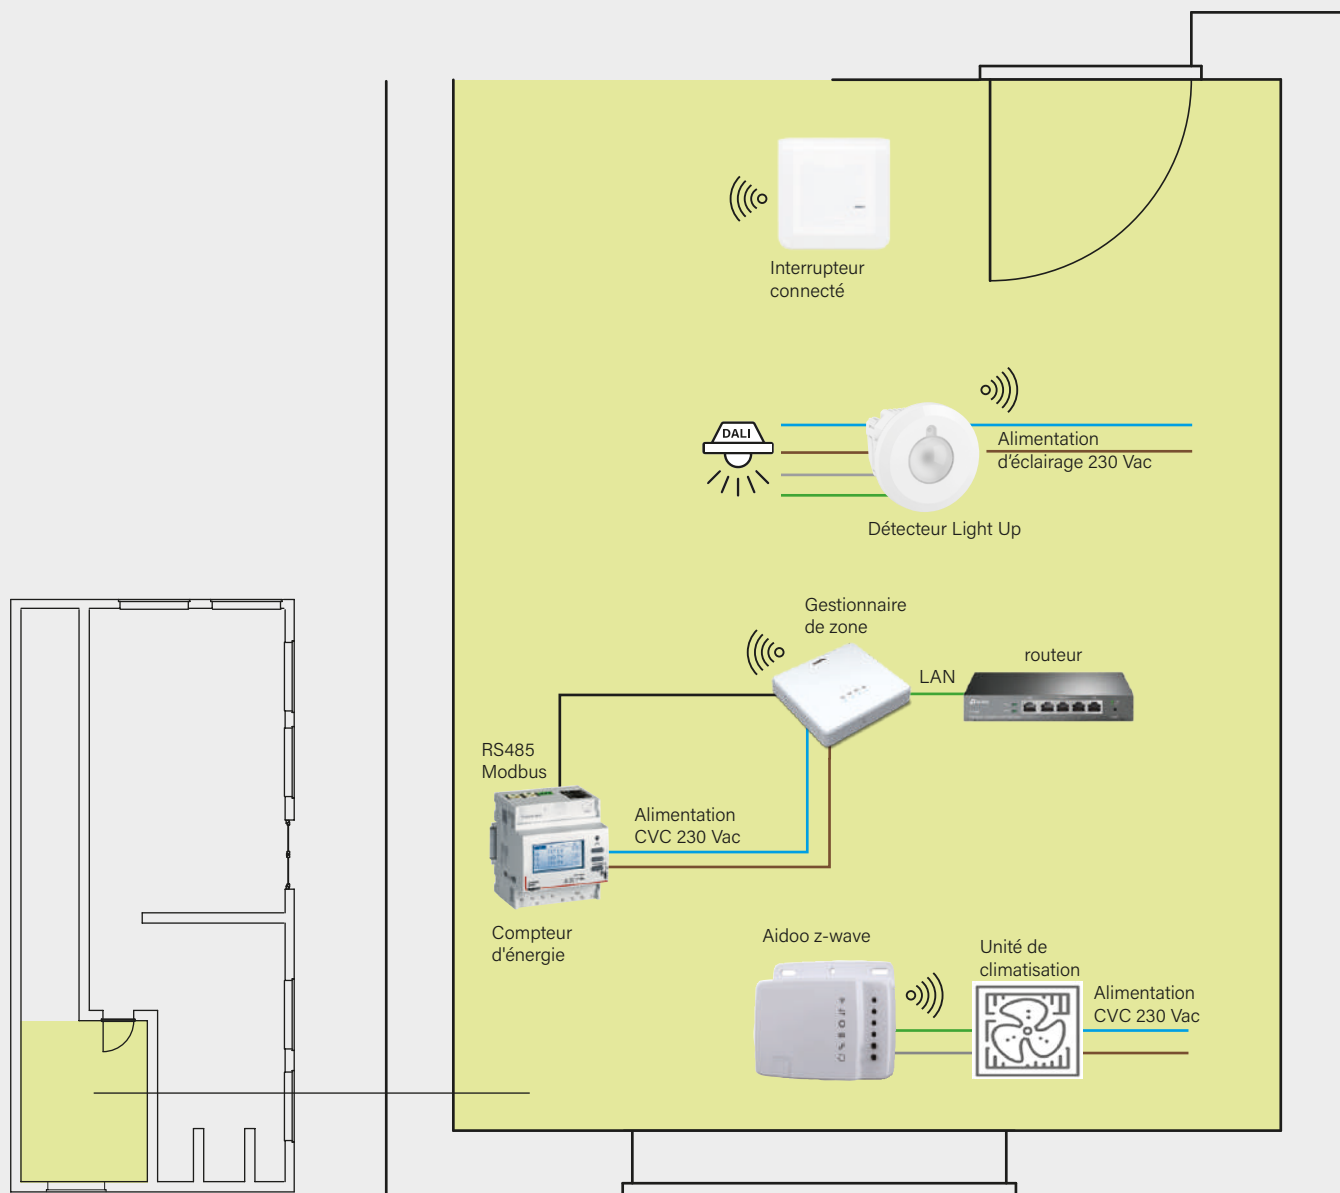 Interrupteur
connecté
DALI
Alimentation
d'éclairage 230 Vac
Détecteur Light Up
Gestionnaire
de zone
LAN
routeur
RS485
Modbus
Alimentation
CVC 230 Vac
Compteur
d'énergie
Aidoo z-wave
Unité de
climatisation
Alimentation
CVC 230 Vac